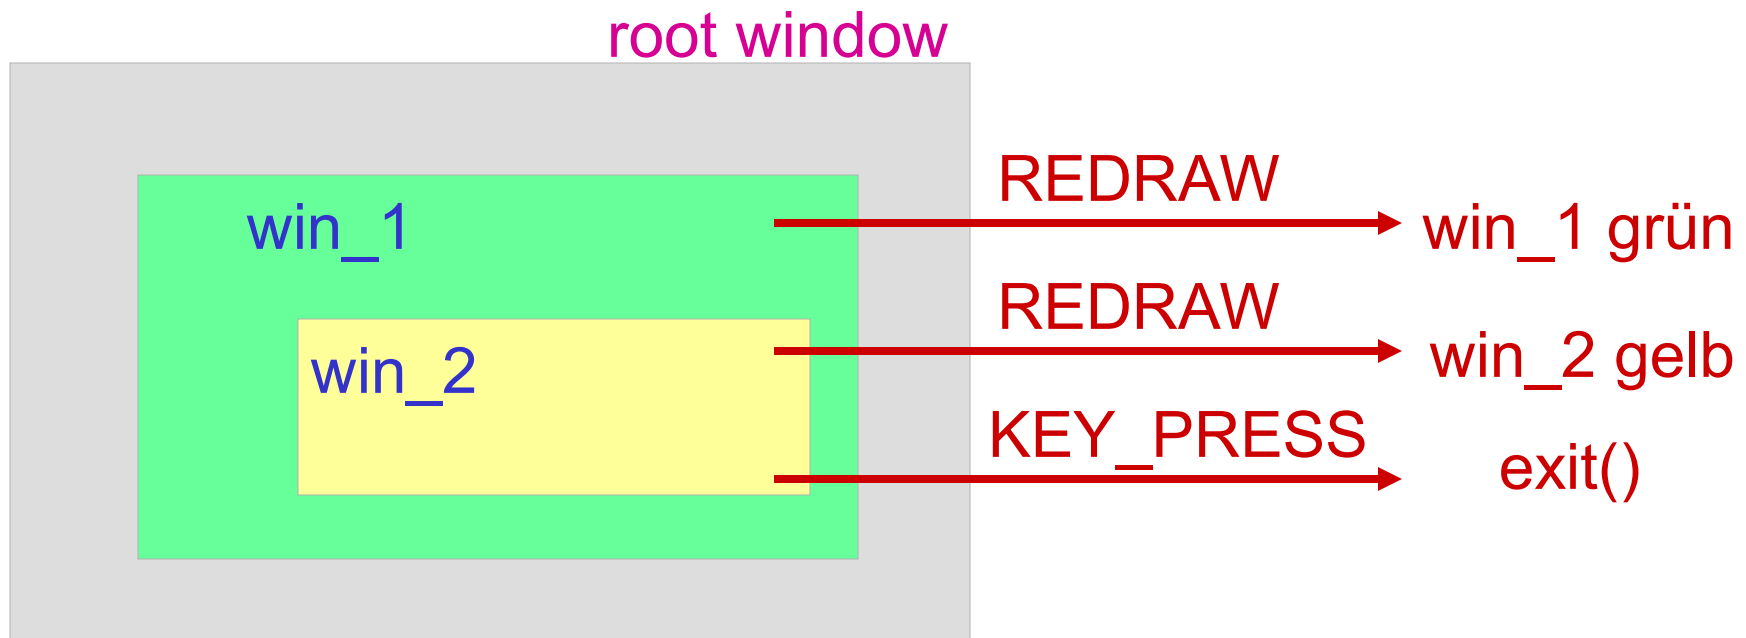 root window
REDRAW
win_1
win_1 grün
REDRAW
win_2
win_2 gelb
KEY_PRESS
exit()